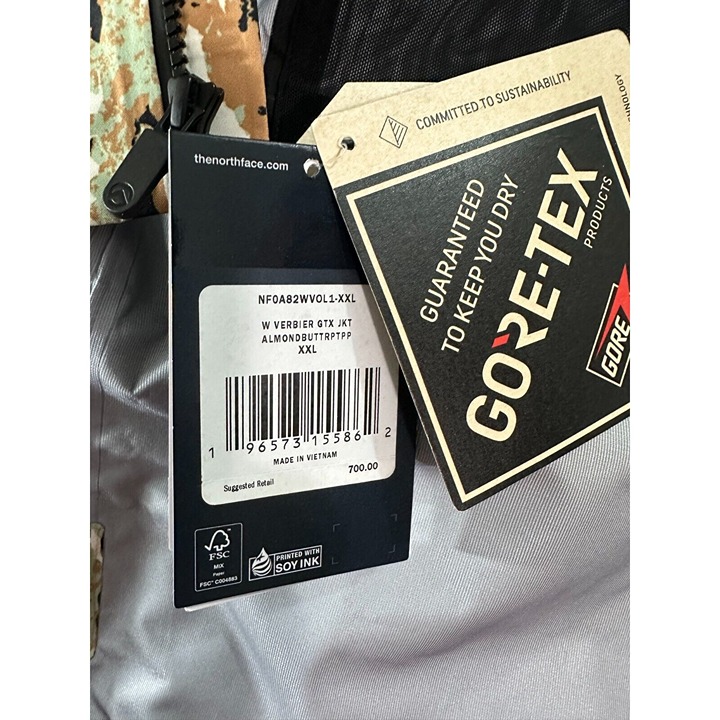 thenorthface.com
NF0A82WVOL1-XXL
W VERBIER GTX JKT
ALMONDBUTTRPTPP
XXL
1 96573 15586 2
MADE IN VIETNAM
700.00
Suggested Retail
FSC
MIX
Paper
FSC® C004683
PRINTED WITH
SOY INK
COMMITTED TO SUSTAINABILITY
GUARANTEED
TO KEEP YOU DRY
GORE-TEX
PRODUCTS
GORE